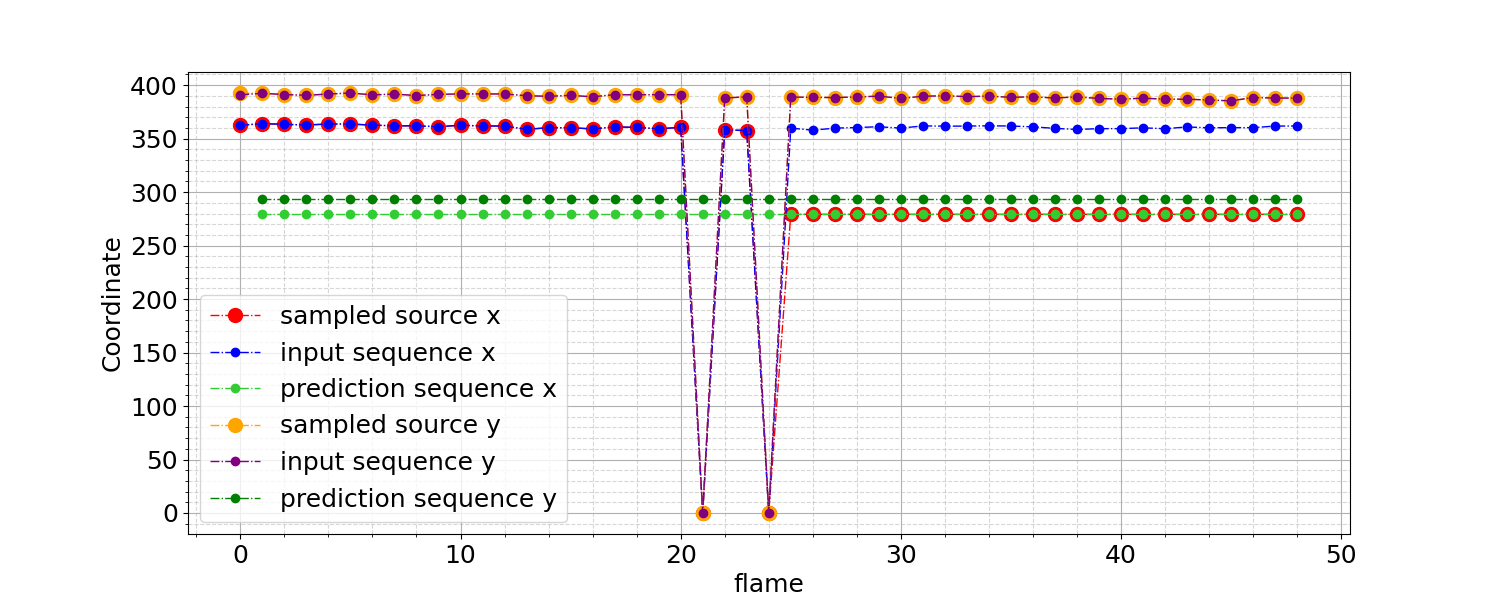 400
350
300
250
200
150
100
50
0
Coordinate
sampled source x
input sequence x
prediction sequence x
sampled source y
input sequence y
prediction sequence y
0 10 20 30 40 50
flame